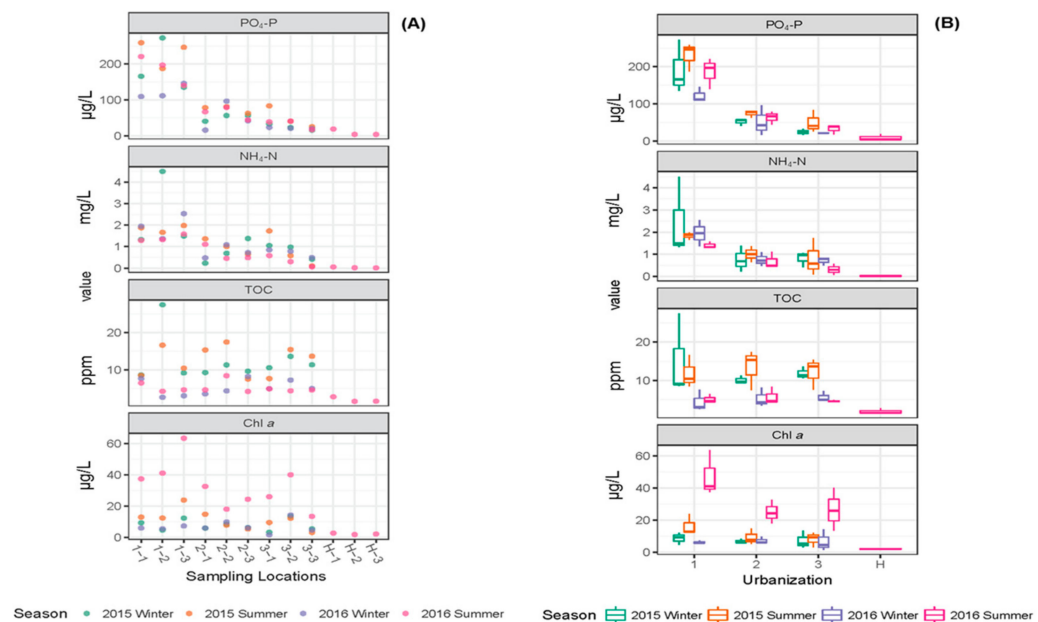 (A)
PO₄-P
200
100
0
µg/L
NH₄-N
4
3
2
1
0
mg/L
value
TOC
20
10
ppm
Chl a
60
40
20
0
µg/L
1-1 1-2 1-3 2-1 2-2 2-3 3-1 3-2 3-3 H-1 H-2 H-3
Sampling Locations
Season 2015 Winter 2015 Summer 2016 Winter 2016 Summer
(B)
PO₄-P
200
100
0
µg/L
NH₄-N
4
3
2
1
0
mg/L
value
TOC
20
10
ppm
Chl a
60
40
20
0
µg/L
1 2 3 H
Urbanization
Season 2015 Winter 2015 Summer 2016 Winter 2016 Summer